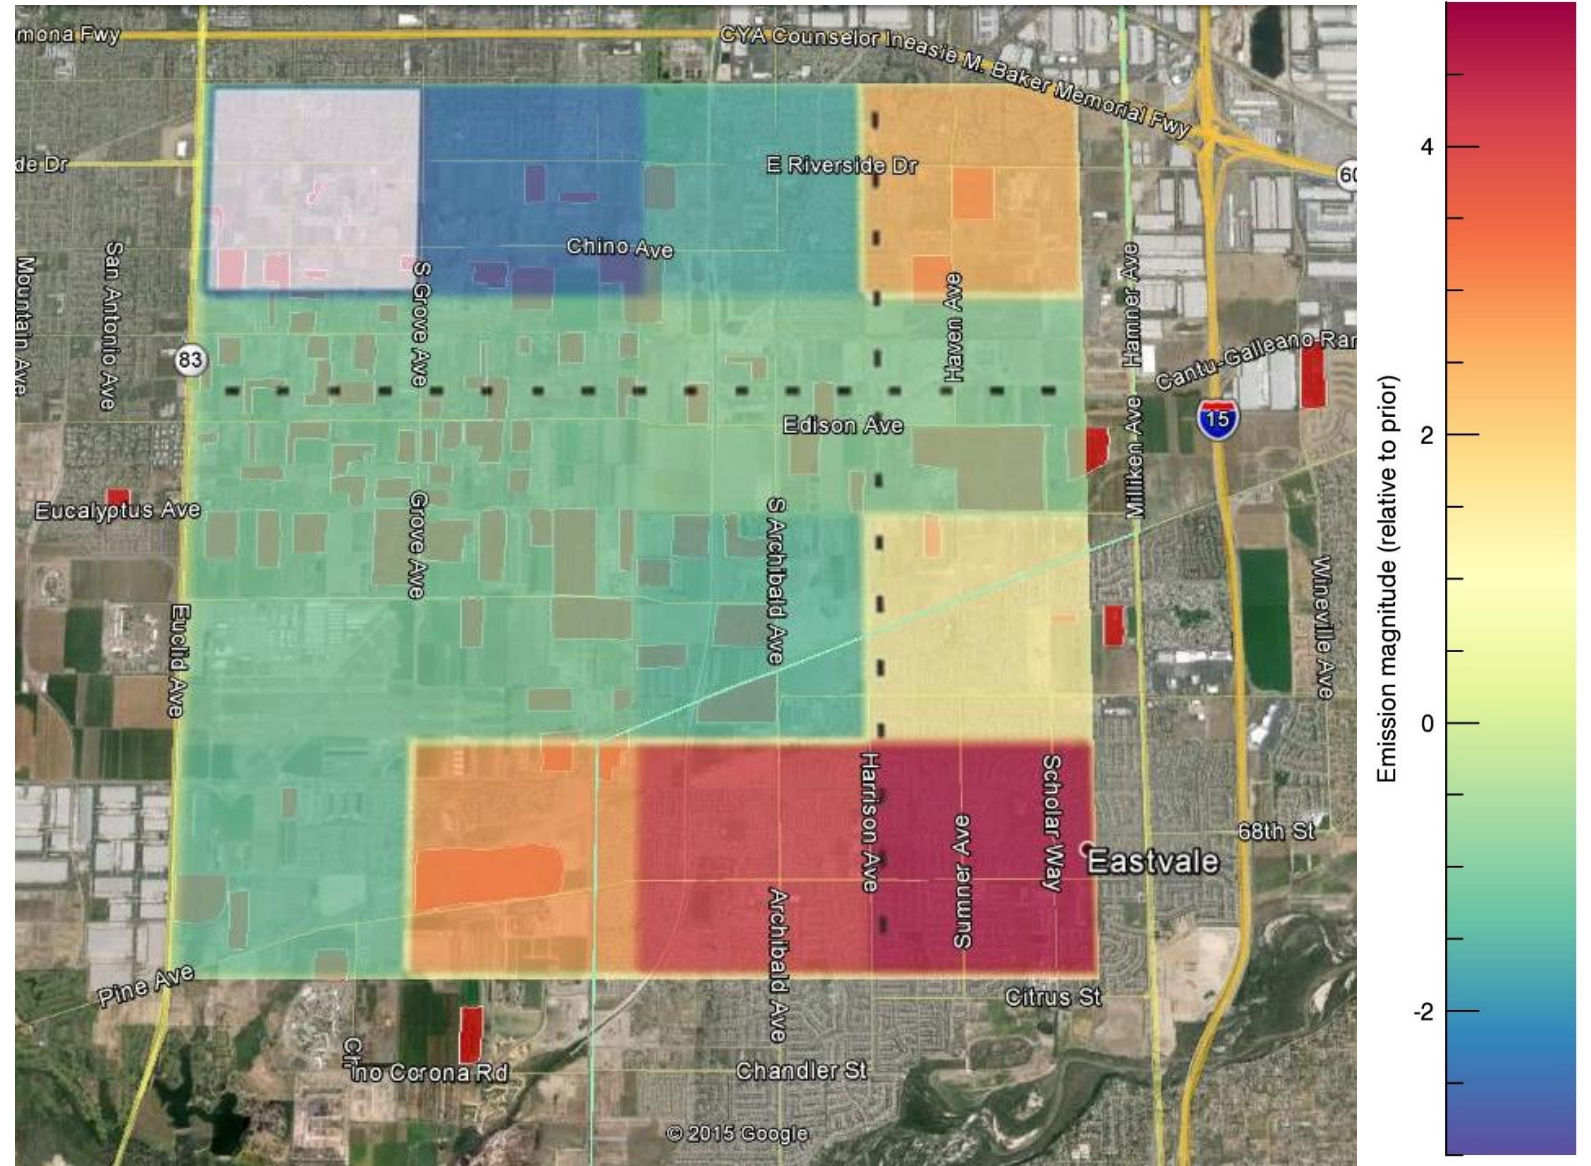 mona Fwy
CYA Counselor Ineasie M. Baker Memorial Fwy
de Dr
E Riverside Dr
60
Chino Ave
Mountain Ave
San Antonio Ave
S Grove Ave
Haven Ave
Hamner Ave
83
Cantu-Galleano-Ran
15
Edison Ave
Milliken Ave
Eucalyptus Ave
Grove Ave
S Archibald Ave
Euclid Ave
Wineville Ave
Harrison Ave
Scholar Way
Sumner Ave
68th St
Eastvale
Archibald Ave
Pine Ave
Citrus St
Ch
ino Corona Rd
Chandler St
© 2015 Google
4
2
0
-2
Emission magnitude (relative to prior)